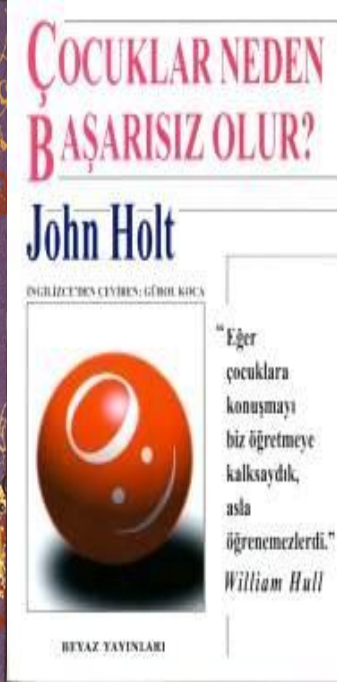 ÇOCUKLAR NEDEN
BAŞARISIZ OLUR?
John Holt
İNGİLİZCE'DEN ÇEVİREN: GÜROL KOCA
“Eğer
çocuklara
konuşmayı
biz öğretmeye
kalksaydık,
asla
öğrenemezlerdi.”
William Hull
BEYAZ YAYINLARI